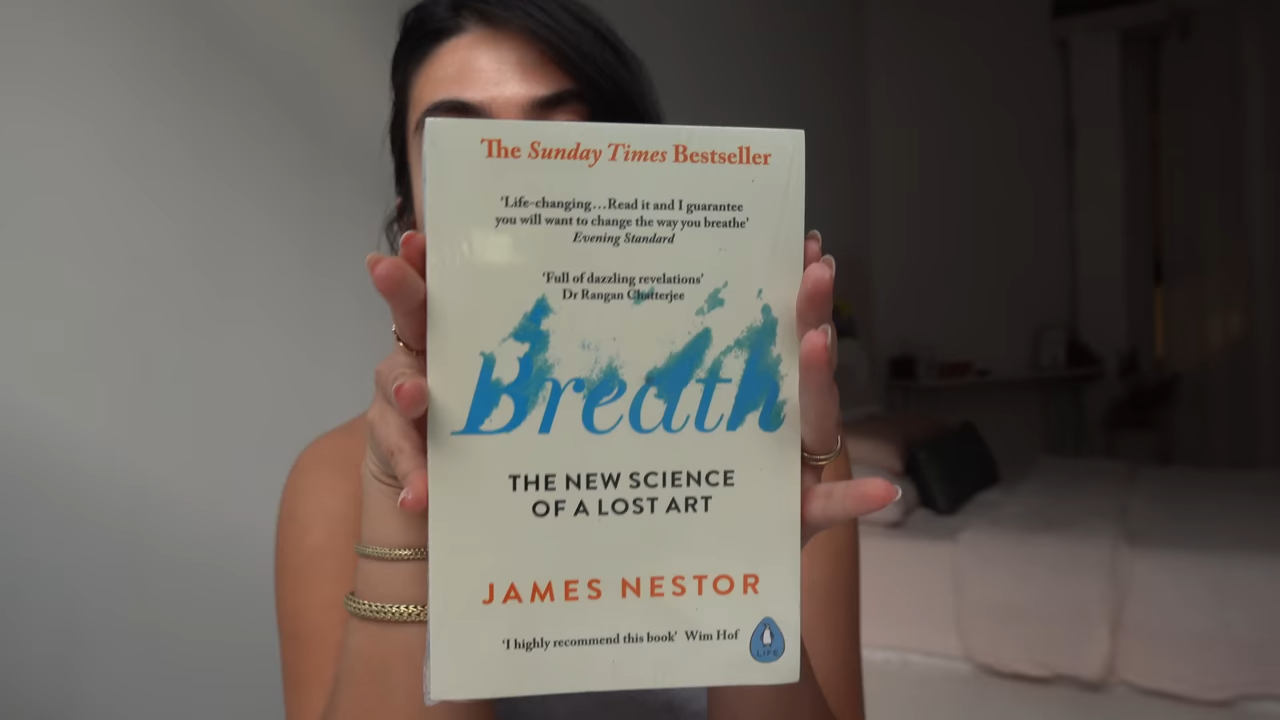 The Sunday Times Bestseller
‘Life-changing...Read it and I guarantee
you will want to change the way you breathe’
Evening Standard
‘Full of dazzling revelations’
Dr Rangan Chatterjee
Breath
THE NEW SCIENCE
OF A LOST ART
JAMES NESTOR
‘I highly recommend this book’ Wim Hof
LIFE